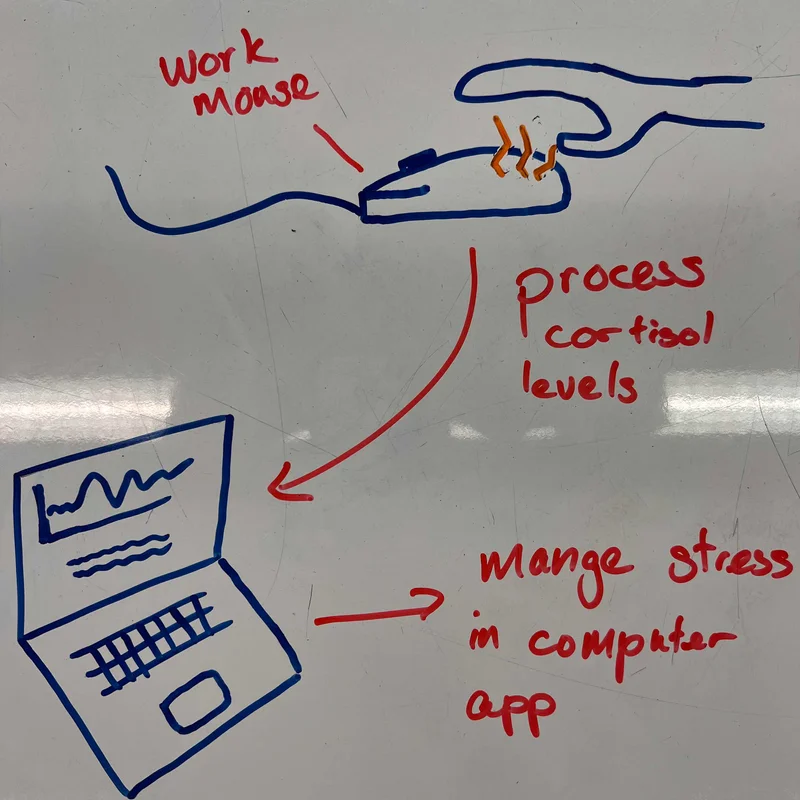 Work
mouse
process
cortisol
levels
mange stress
in computer
app